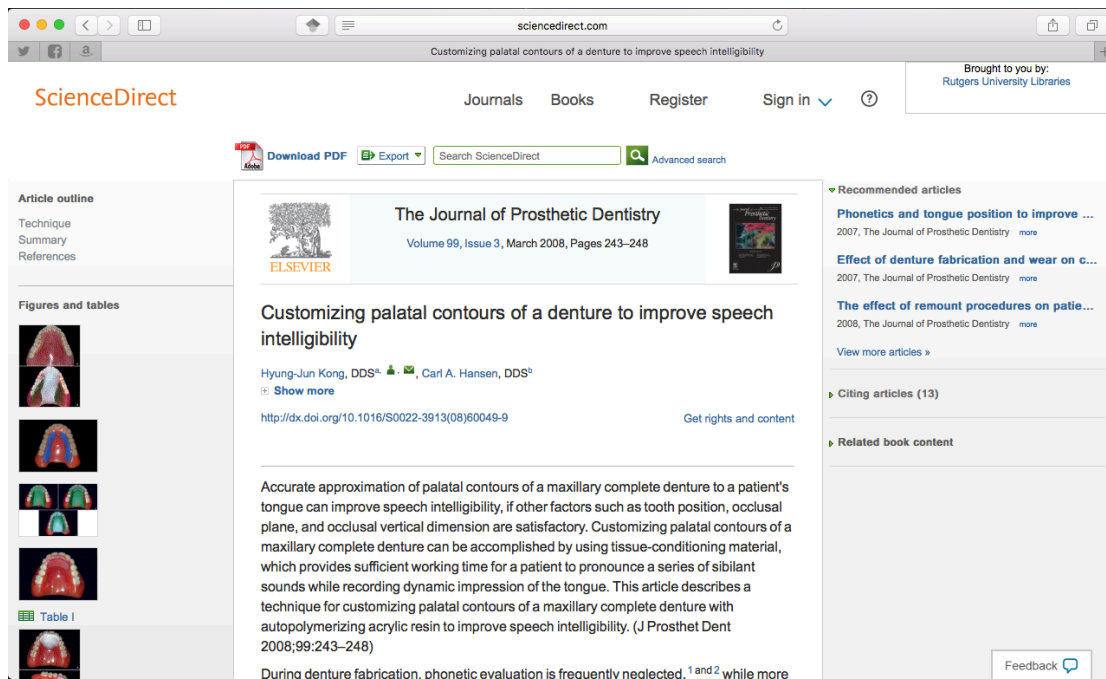 sciencedirect.com
a.
Customizing palatal contours of a denture to improve speech intelligibility
Brought to you by:
Rutgers University Libraries
ScienceDirect
Journals
Books
Register
Sign in
?
PDF
Adobe
Download PDF
Export
Search ScienceDirect
Advanced search
Article outline
Technique
Summary
References
Figures and tables
Table I
ELSEVIER
The Journal of Prosthetic Dentistry
Volume 99, Issue 3, March 2008, Pages 243–248
Customizing palatal contours of a denture to improve speech
intelligibility
Hyung-Jun Kong, DDSa, , Carl A. Hansen, DDSb
Show more
http://dx.doi.org/10.1016/S0022-3913(08)60049-9
Get rights and content
Accurate approximation of palatal contours of a maxillary complete denture to a patient's
tongue can improve speech intelligibility, if other factors such as tooth position, occlusal
plane, and occlusal vertical dimension are satisfactory. Customizing palatal contours of a
maxillary complete denture can be accomplished by using tissue-conditioning material,
which provides sufficient working time for a patient to pronounce a series of sibilant
sounds while recording dynamic impression of the tongue. This article describes a
technique for customizing palatal contours of a maxillary complete denture with
autopolymerizing acrylic resin to improve speech intelligibility. (J Prosthet Dent
2008;99:243–248)
During denture fabrication, phonetic evaluation is frequently neglected, 1 and 2 while more
Recommended articles
Phonetics and tongue position to improve ...
2007, The Journal of Prosthetic Dentistry more
Effect of denture fabrication and wear on c...
2007, The Journal of Prosthetic Dentistry more
The effect of remount procedures on patie...
2008, The Journal of Prosthetic Dentistry more
View more articles »
Citing articles (13)
Related book content
Feedback